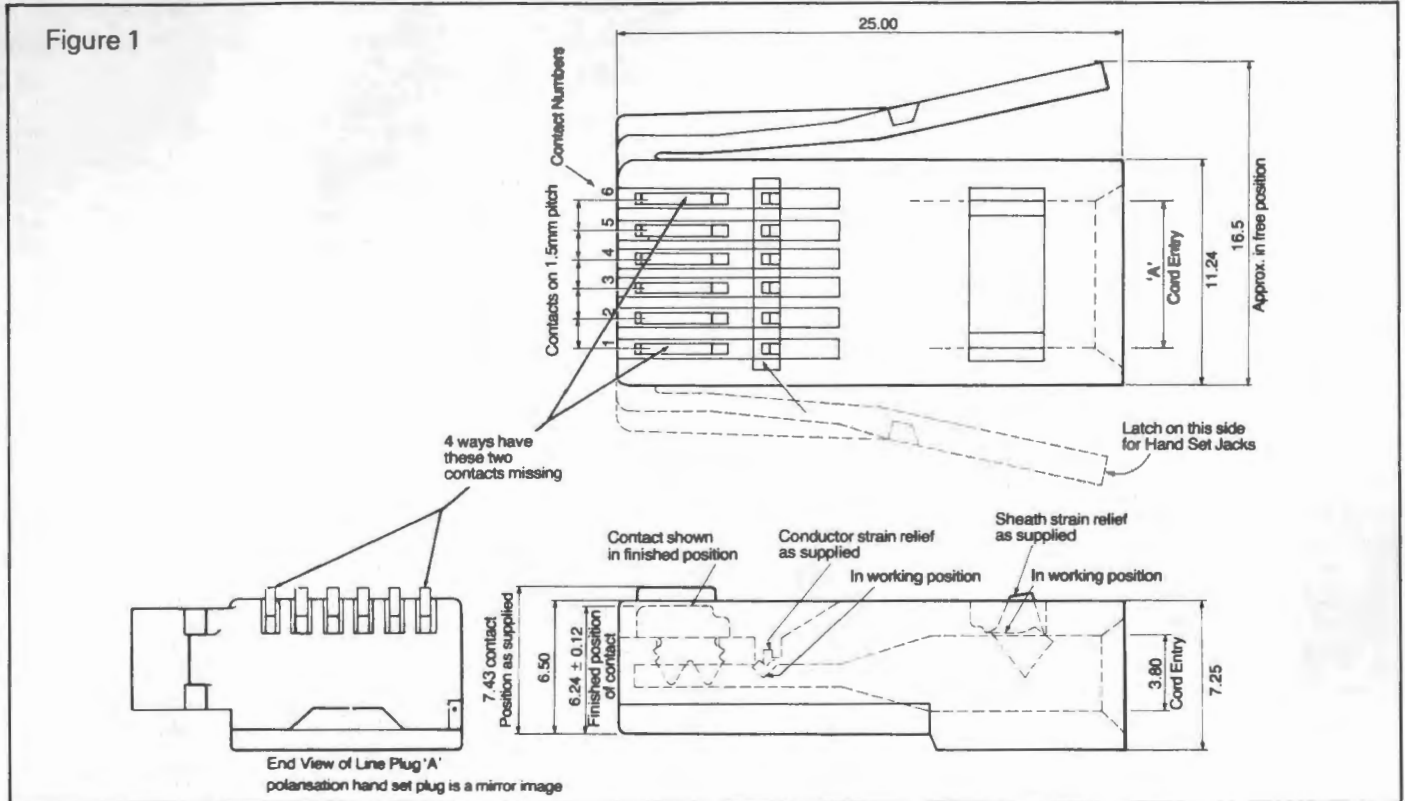 Figure 1
25.00
Contact Numbers
Contacts on 1.5mm pitch
6
5
4
3
2
1
'A'
Cord Entry
11.24
16.5
Approx. in free position
4 ways have
these two
contacts missing
Latch on this side
for Hand Set Jacks
Contact shown
in finished position
Conductor strain relief
as supplied
In working position
Sheath strain relief
as supplied
In working position
7.43 contact
Position as supplied
6.50
6.24 ± 0.12
Finished position
of contact
3.80
Cord Entry
7.25
End View of Line Plug 'A'
polansation hand set plug is a mirror image